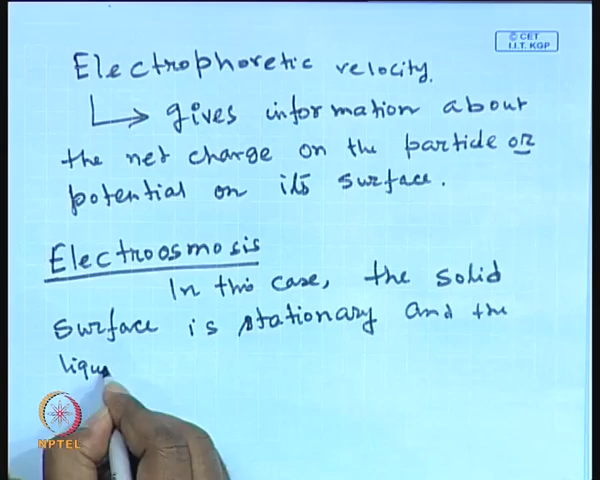 © CET
I.I.T. KGP
Electrophoretic velocity.
gives information about
the net charge on the particle or
potential on its surface.
Electroosmosis
In this case, the solid
surface is stationary and the
liqu
NPTEL